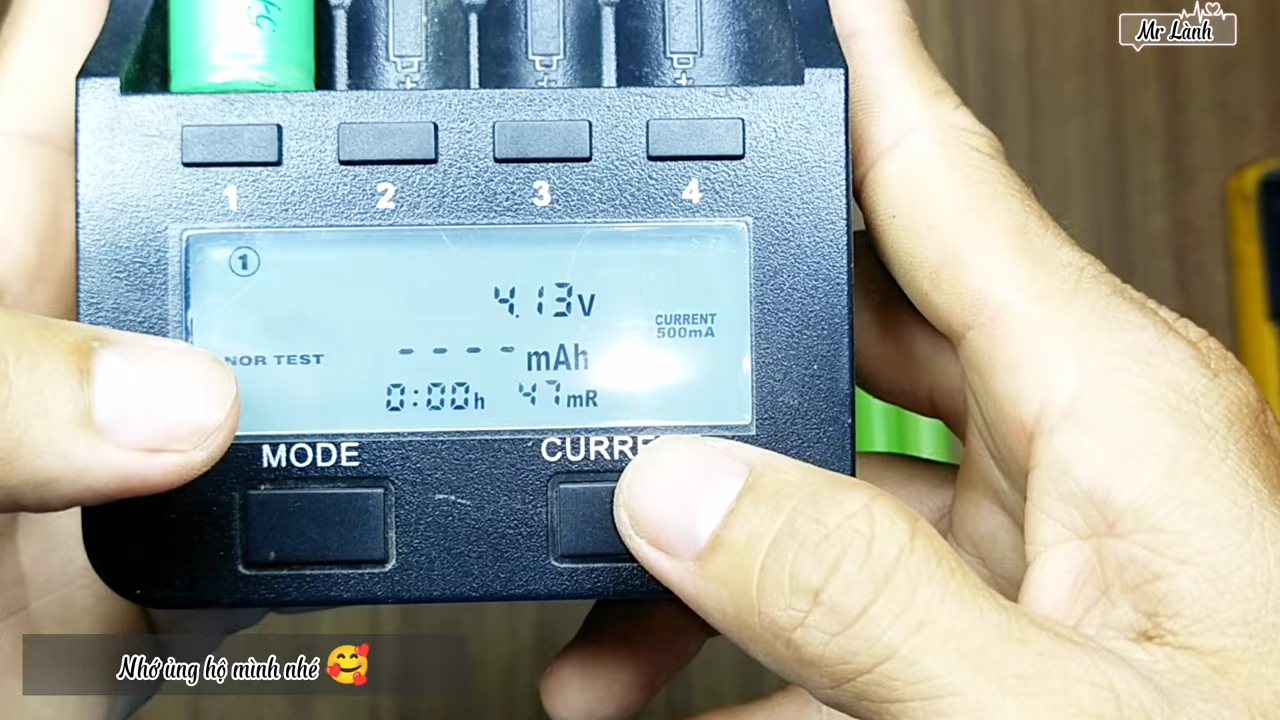 Mr Lành
1 2 3 4
1
4.13V
CURRENT
500mA
NOR TEST
---- mAh
0:00h 47mR
MODE
Nhớ ủng hộ mình nhé 🥰